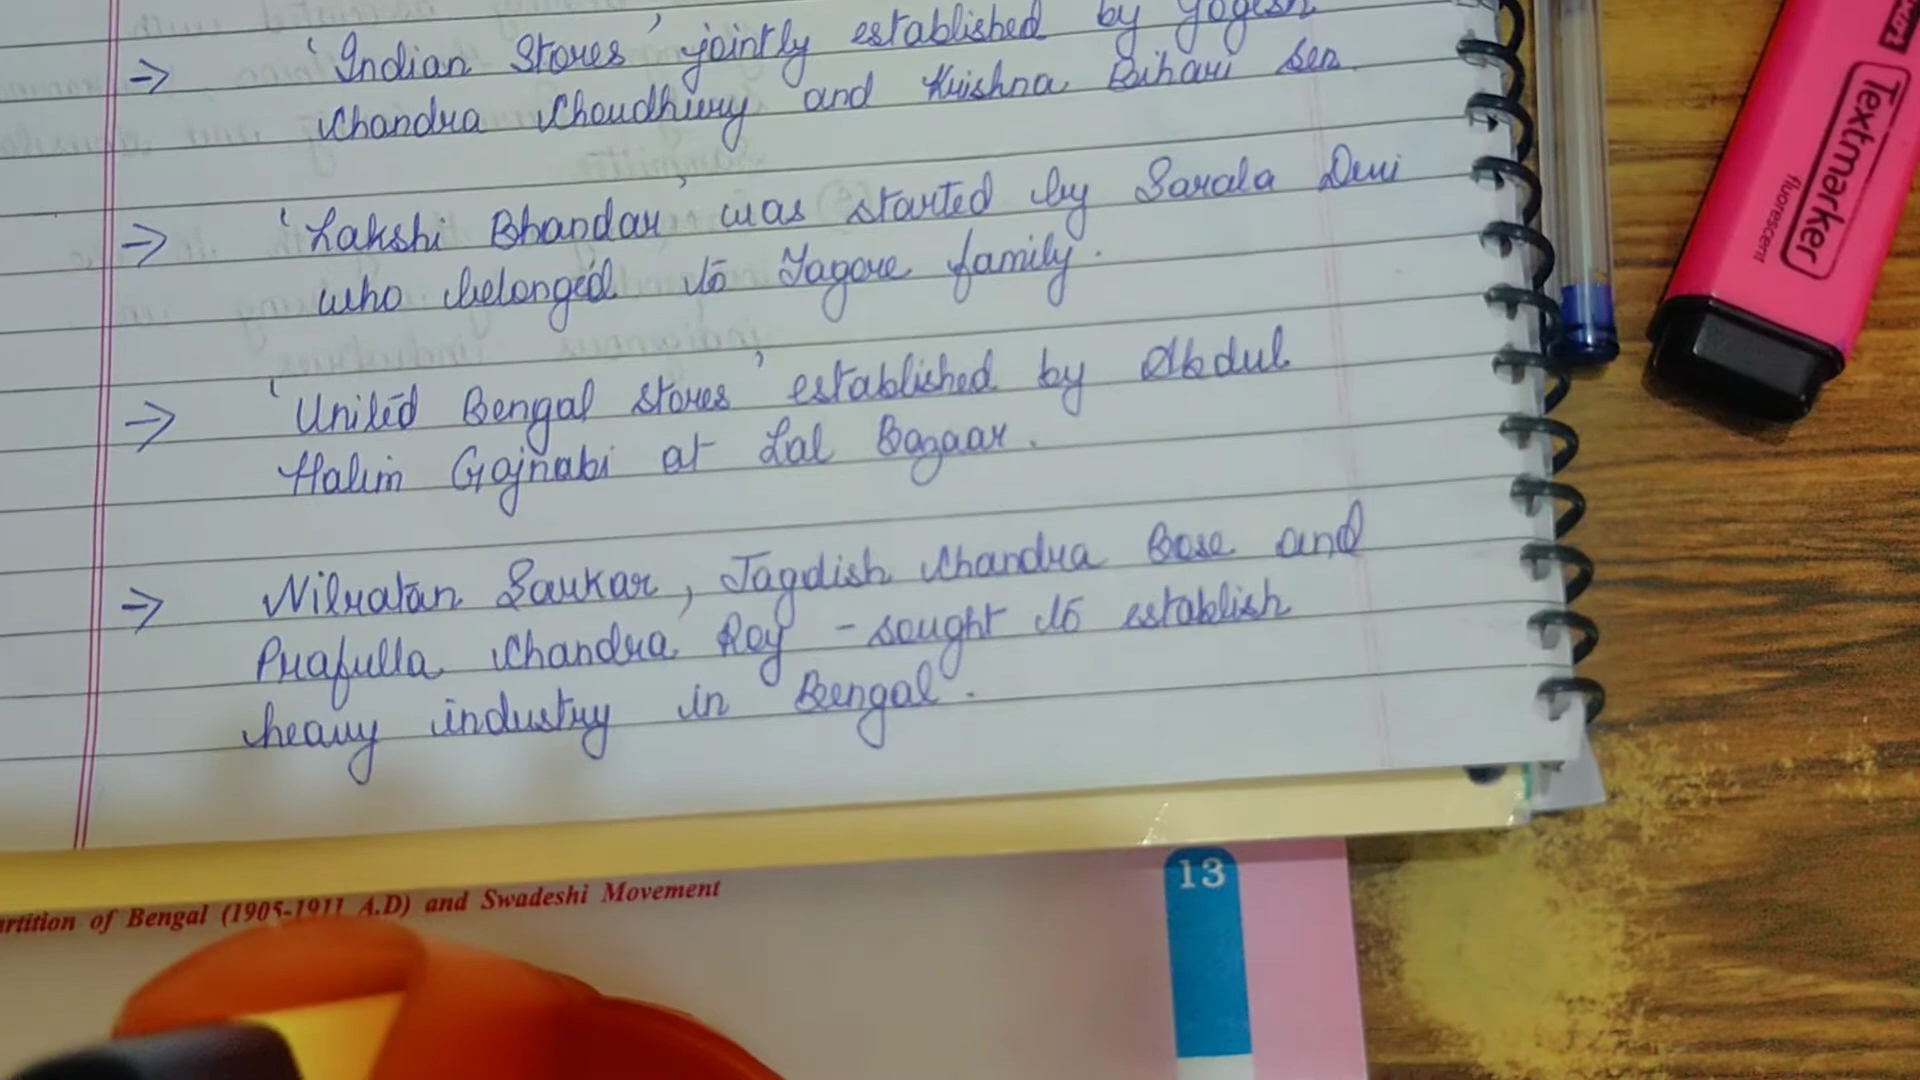 ⇒ 'Indian Stores' jointly established by Yogesh
Chandra Choudhury and Krishna Bihari Sen
⇒ 'Lakshi Bhandar' was started by Sarala Devi
who belonged to Tagore family.
⇒ 'United Bengal stores' established by Abdul
Halim Gajnabi at Lal Bazaar.
⇒ Nilratan Sarkar, Jagdish Chandra Bose and
Prafulla Chandra Roy - sought to establish
heavy industry in Bengal.
artition of Bengal (1905-1911 A.D) and Swadeshi Movement
13
Textmarker
fluorescent